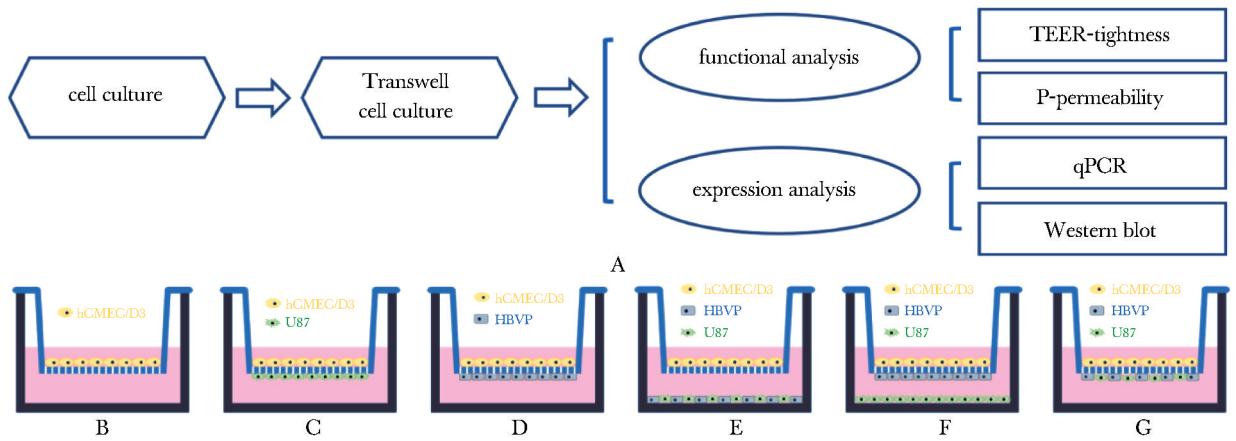 cell culture
Transwell
cell culture
functional analysis
expression analysis
TEER-tightness
P-permeability
qPCR
Western blot
A
hCMEC/D3
B
hCMEC/D3
U87
C
hCMEC/D3
HBVP
D
hCMEC/D3
HBVP
U87
E
hCMEC/D3
HBVP
U87
F
hCMEC/D3
HBVP
U87
G